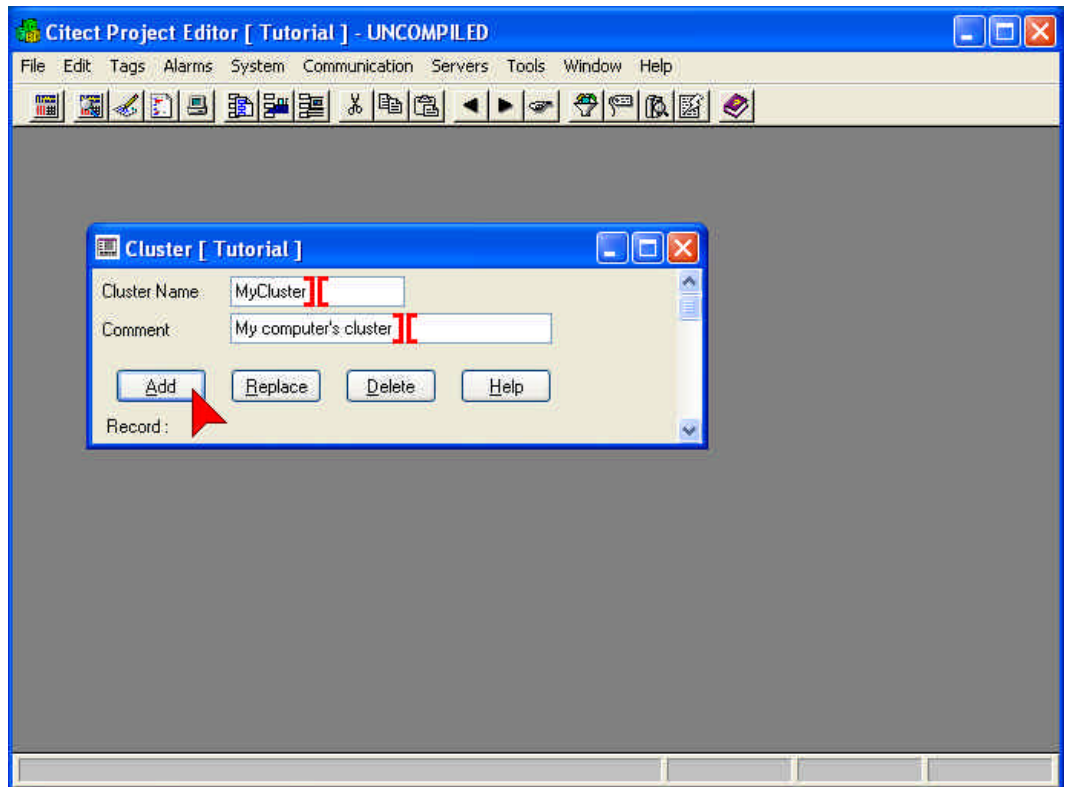 Citect Project Editor [ Tutorial ] - UNCOMPILED
File Edit Tags Alarms System Communication Servers Tools Window Help
Cluster [ Tutorial ]
Cluster Name MyCluster
Comment My computer's cluster
Add Replace Delete Help
Record :